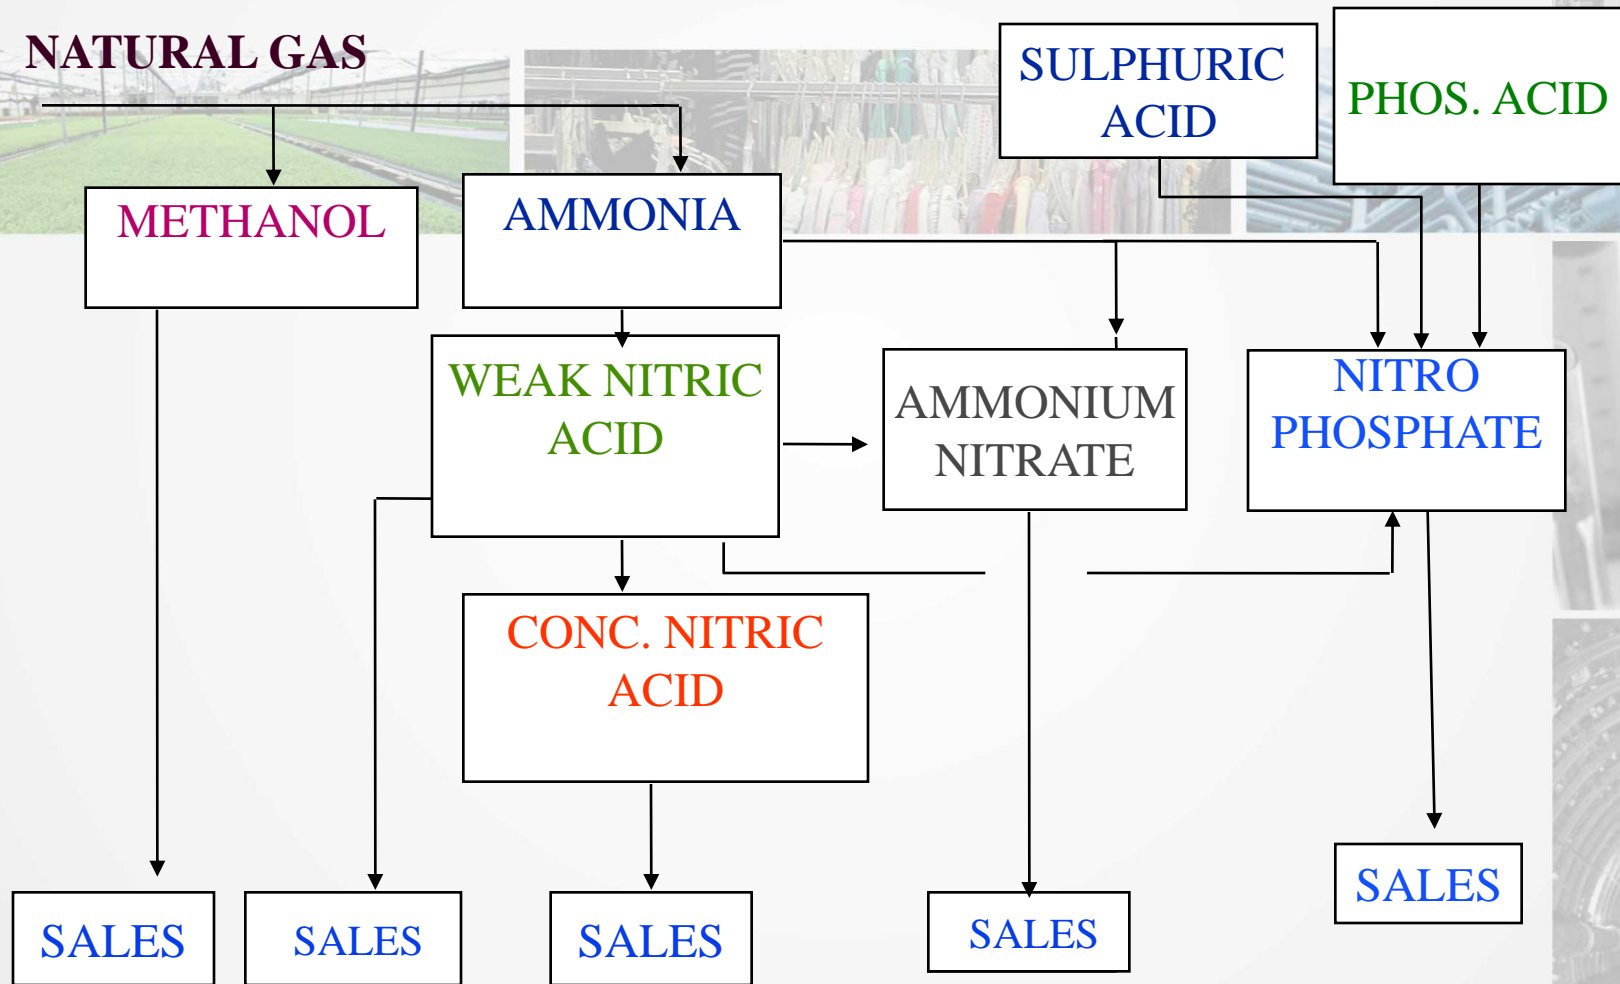 NATURAL GAS
SULPHURIC
ACID
PHOS. ACID
METHANOL
AMMONIA
WEAK NITRIC
ACID
AMMONIUM
NITRATE
NITRO
PHOSPHATE
CONC. NITRIC
ACID
SALES
SALES
SALES
SALES
SALES